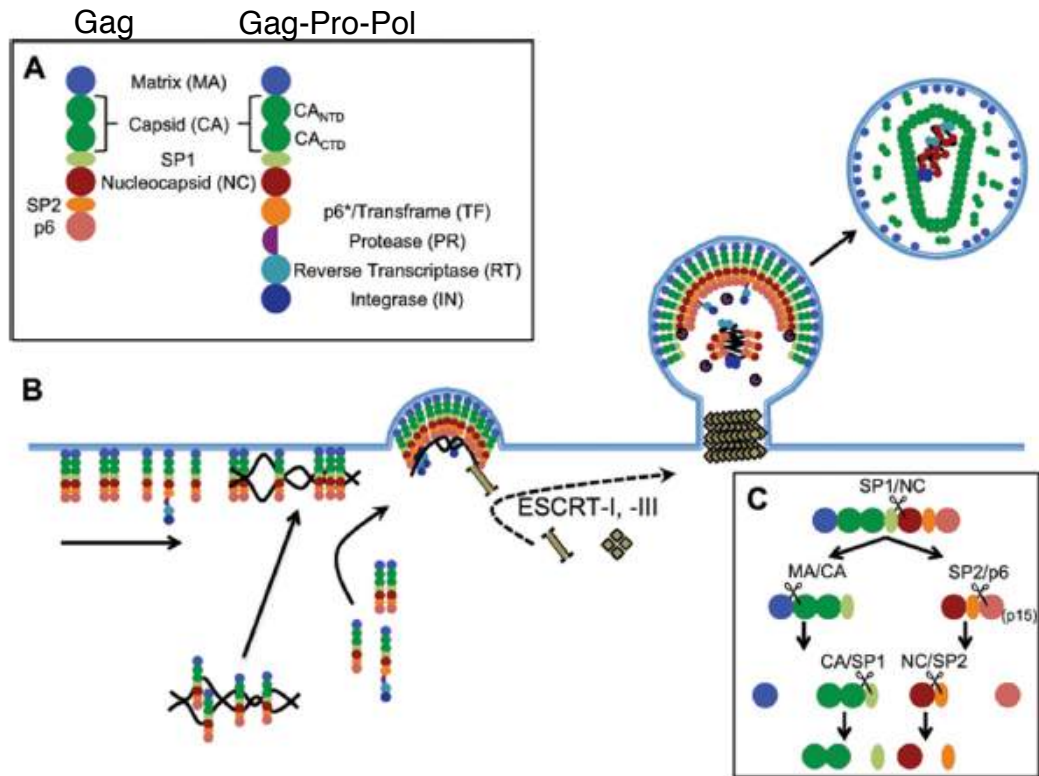 Gag Gag-Pro-Pol
A
Matrix (MA)
Capsid (CA)
CANTD
CACTD
SP1
Nucleocapsid (NC)
SP2
p6
p6*/Transframe (TF)
Protease (PR)
Reverse Transcriptase (RT)
Integrase (IN)
B
ESCRT-I, -III
C
SP1/NC
MA/CA SP2/p6
(p15)
CA/SP1 NC/SP2